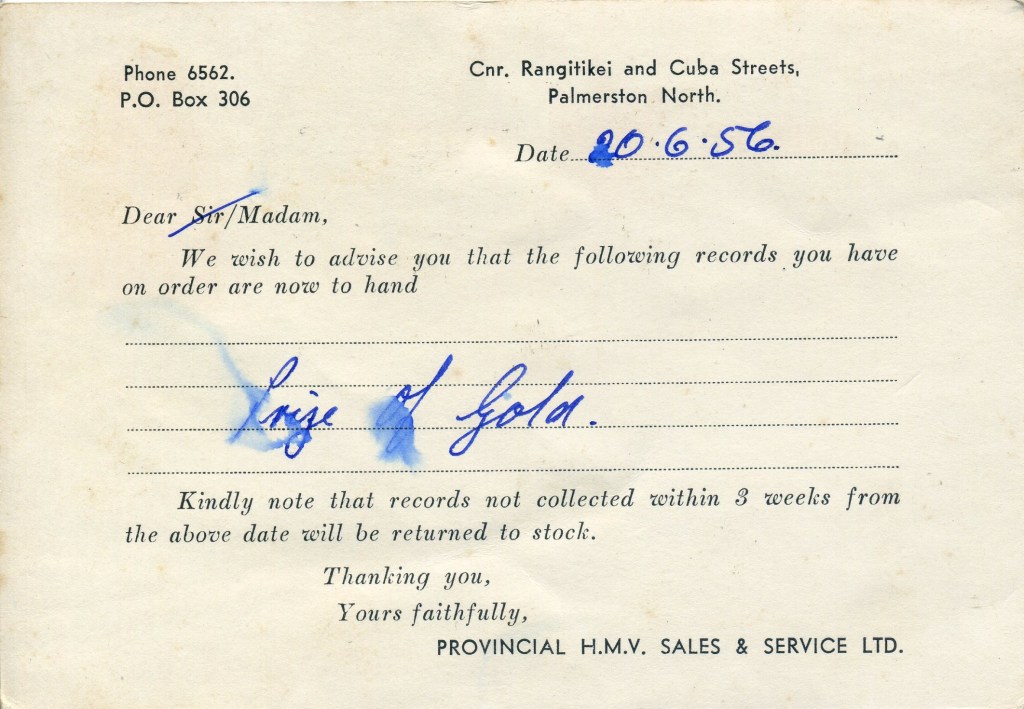 Phone 6562.
P.O. Box 306
Cnr. Rangitikei and Cuba Streets,
Palmerston North.
Date 20.6.56.
Dear Sir/Madam,
We wish to advise you that the following records you have
on order are now to hand
Prize of Gold.
Kindly note that records not collected within 3 weeks from
the above date will be returned to stock.
Thanking you,
Yours faithfully,
PROVINCIAL H.M.V. SALES & SERVICE LTD.